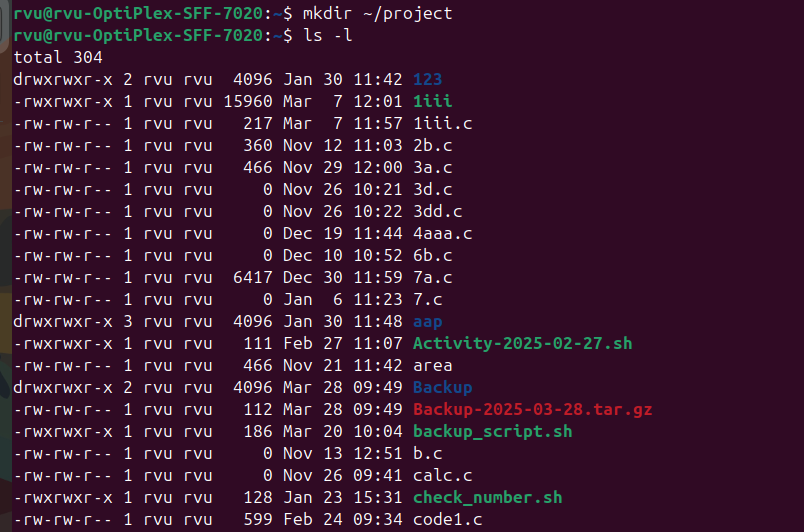 rvu@rvu-OptiPlex-SFF-7020:~$ mkdir ~/project
rvu@rvu-OptiPlex-SFF-7020:~$ ls -l
total 304
drwxrwxr-x 2 rvu rvu  4096 Jan 30 11:42 123
-rwxrwxr-x 1 rvu rvu 15960 Mar  7 12:01 1iii
-rw-rw-r-- 1 rvu rvu   217 Mar  7 11:57 1iii.c
-rw-rw-r-- 1 rvu rvu   360 Nov 12 11:03 2b.c
-rw-rw-r-- 1 rvu rvu   466 Nov 29 12:00 3a.c
-rw-rw-r-- 1 rvu rvu     0 Nov 26 10:21 3d.c
-rw-rw-r-- 1 rvu rvu     0 Nov 26 10:22 3dd.c
-rw-rw-r-- 1 rvu rvu     0 Dec 19 11:44 4aaa.c
-rw-rw-r-- 1 rvu rvu     0 Dec 10 10:52 6b.c
-rw-rw-r-- 1 rvu rvu  6417 Dec 30 11:59 7a.c
-rw-rw-r-- 1 rvu rvu     0 Jan  6 11:23 7.c
drwxrwxr-x 3 rvu rvu  4096 Jan 30 11:48 aap
-rwxrwxr-x 1 rvu rvu   111 Feb 27 11:07 Activity-2025-02-27.sh
-rw-rw-r-- 1 rvu rvu   466 Nov 21 11:42 area
drwxrwxr-x 2 rvu rvu  4096 Mar 28 09:49 Backup
-rw-rw-r-- 1 rvu rvu   112 Mar 28 09:49 Backup-2025-03-28.tar.gz
-rwxrwxr-x 1 rvu rvu   186 Mar 20 10:04 backup_script.sh
-rw-rw-r-- 1 rvu rvu     0 Nov 13 12:51 b.c
-rw-rw-r-- 1 rvu rvu     0 Nov 26 09:41 calc.c
-rwxrwxr-x 1 rvu rvu   128 Jan 23 15:31 check_number.sh
-rw-rw-r-- 1 rvu rvu   599 Feb 24 09:34 code1.c